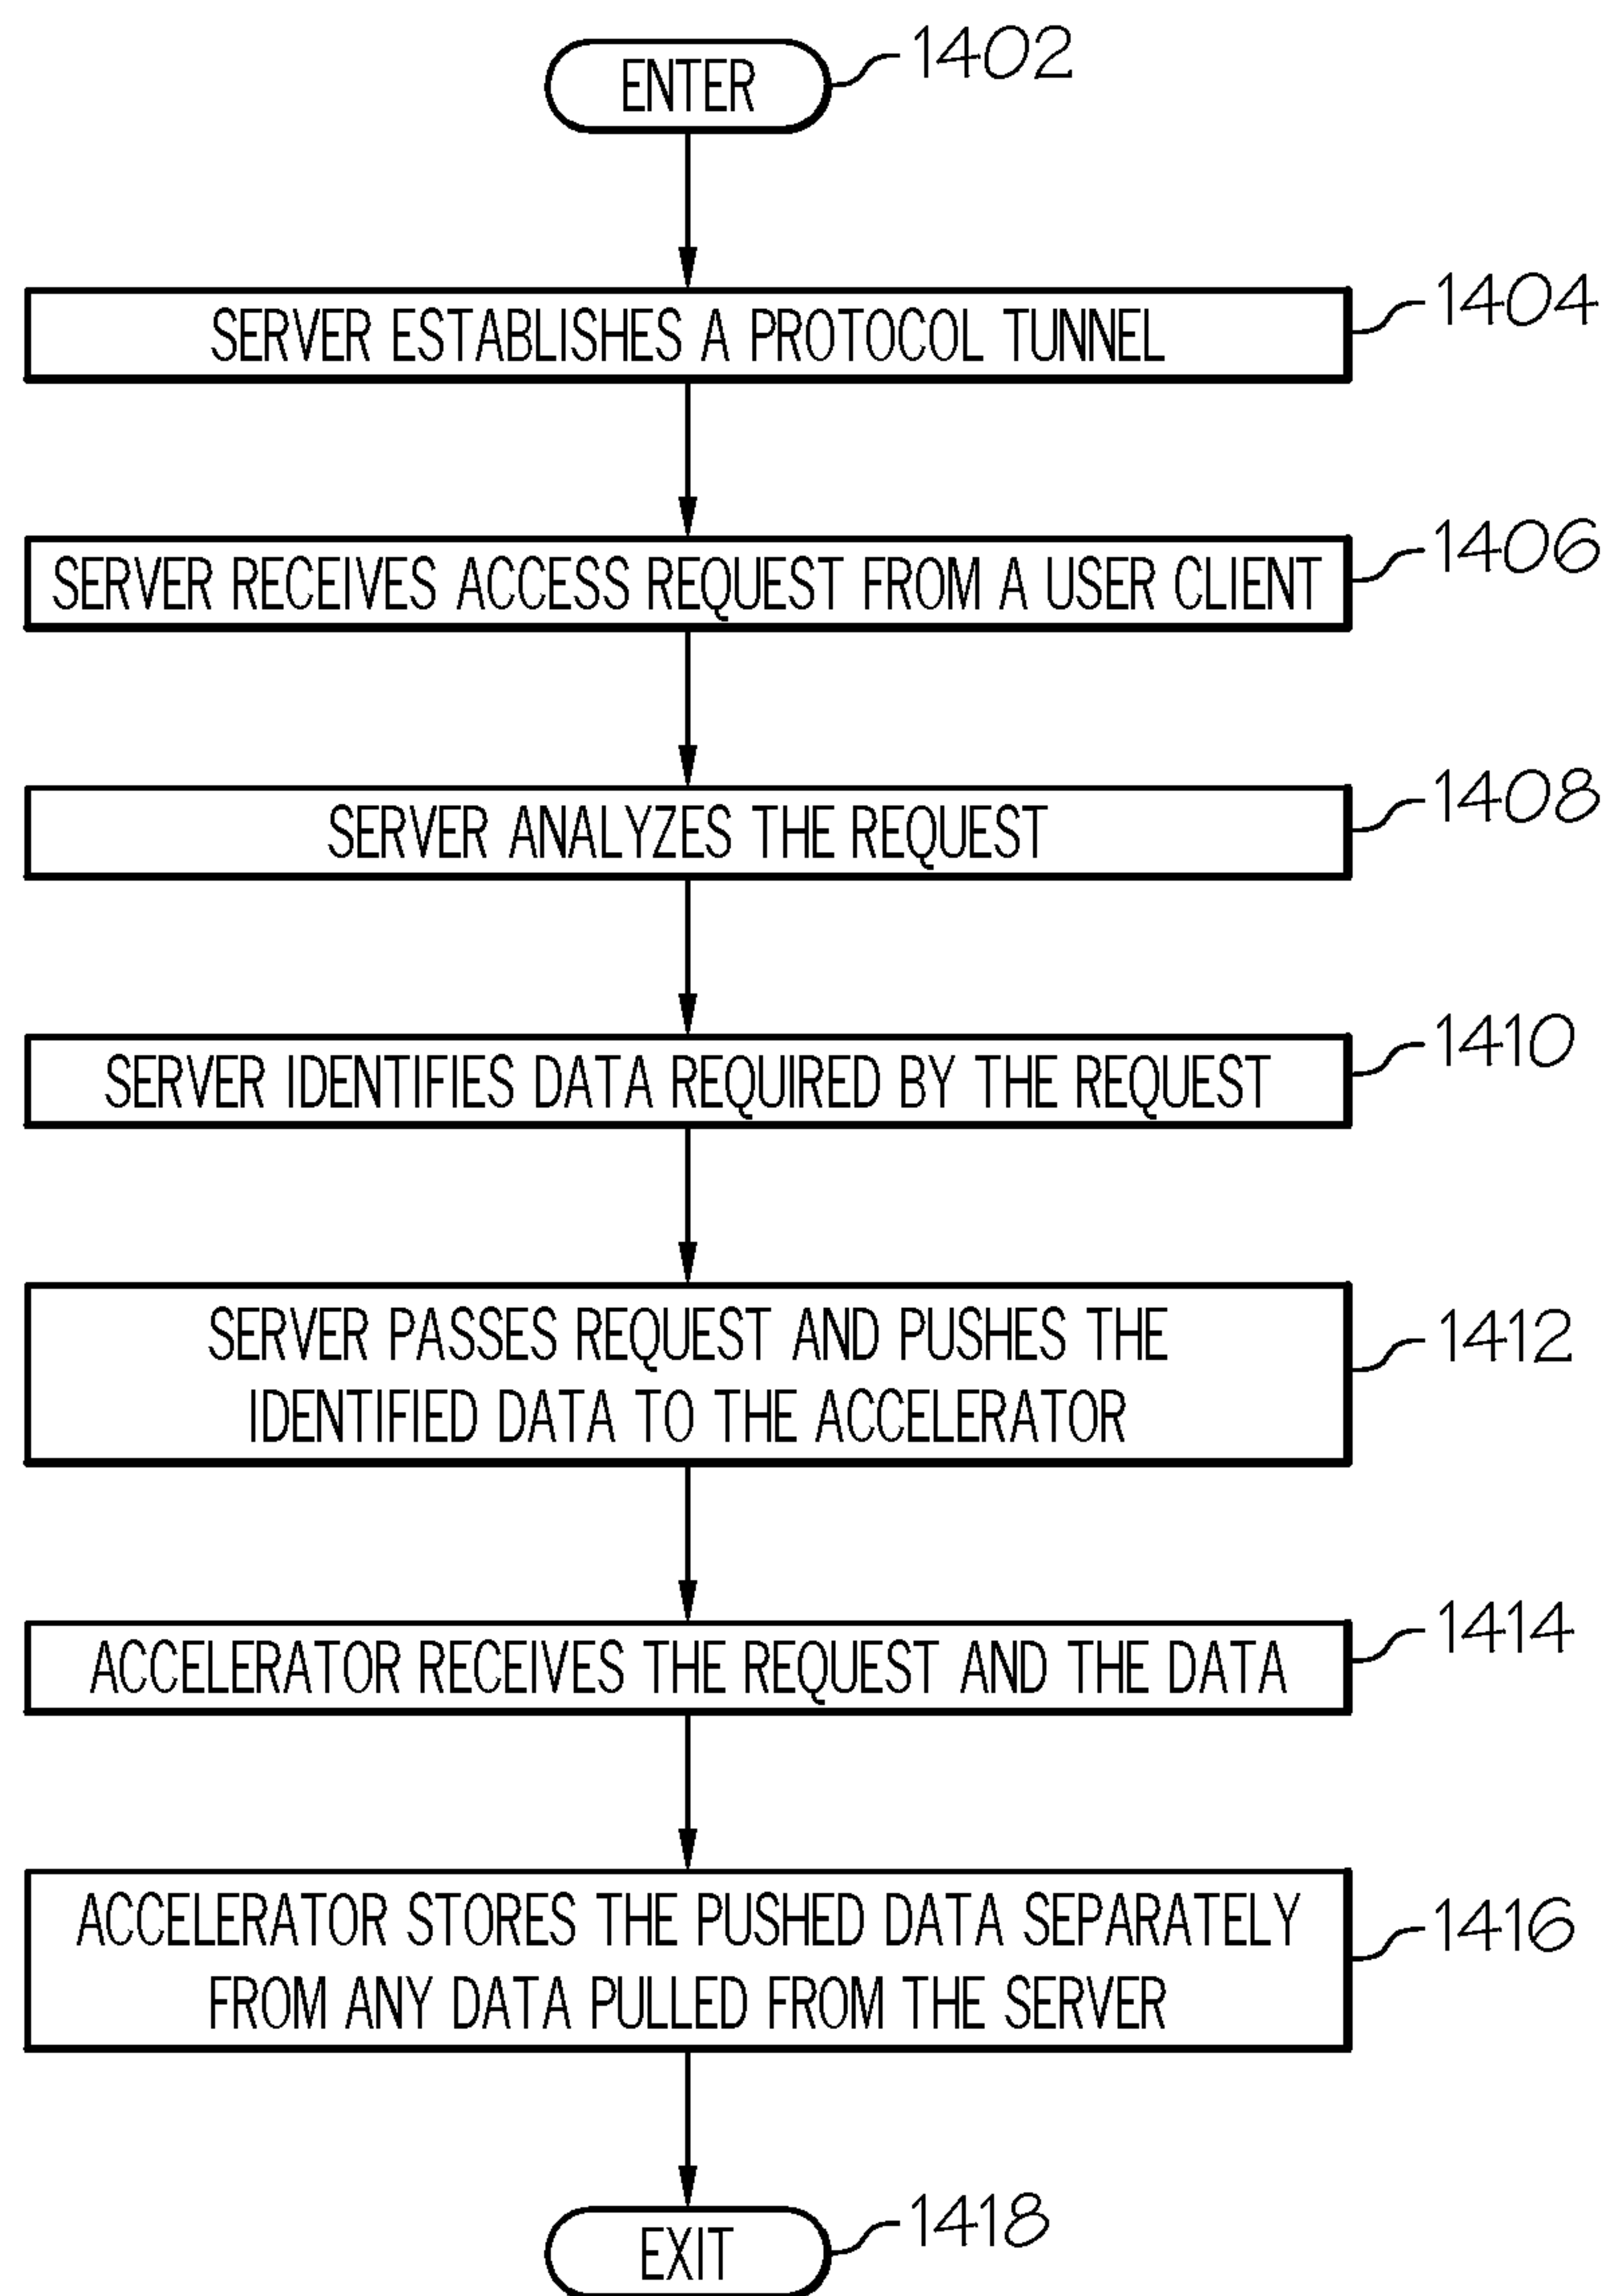 ENTER
1402
SERVER ESTABLISHES A PROTOCOL TUNNEL
1404
SERVER RECEIVES ACCESS REQUEST FROM A USER CLIENT
1406
SERVER ANALYZES THE REQUEST
1408
SERVER IDENTIFIES DATA REQUIRED BY THE REQUEST
1410
SERVER PASSES REQUEST AND PUSHES THE
IDENTIFIED DATA TO THE ACCELERATOR
1412
ACCELERATOR RECEIVES THE REQUEST AND THE DATA
1414
ACCELERATOR STORES THE PUSHED DATA SEPARATELY
FROM ANY DATA PULLED FROM THE SERVER
1416
EXIT
1418